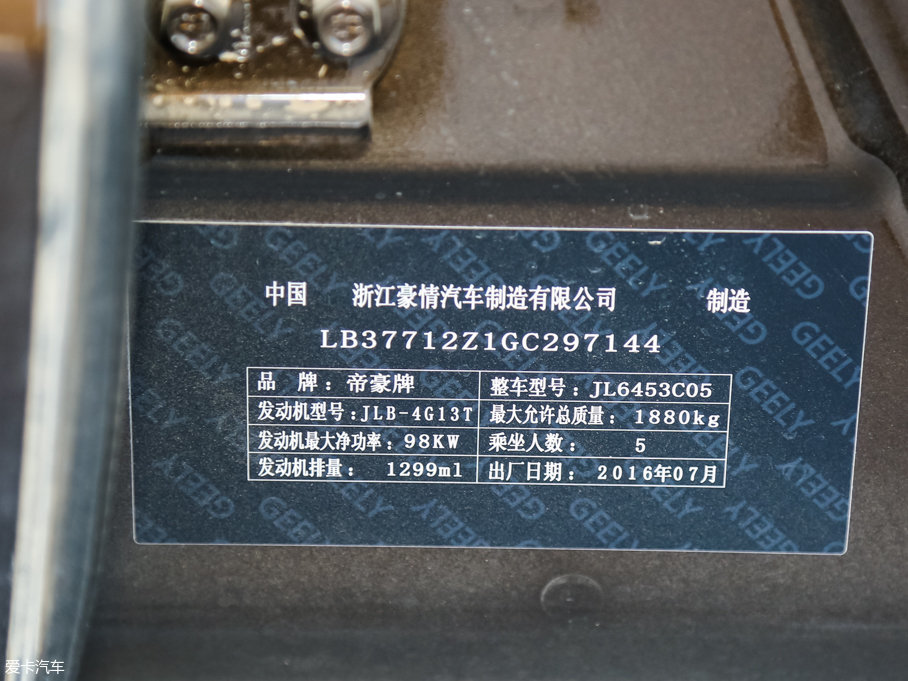 中国 浙江豪情汽车制造有限公司 制造
LB37712Z1GC297144
品 牌：帝豪牌 整车型号：JL6453C05
发动机型号：JLB-4G13T 最大允许总质量：1880kg
发动机最大净功率：98KW 乘坐人数：5
发动机排量：1299ml 出厂日期：2016年07月
GEELY
爱卡汽车